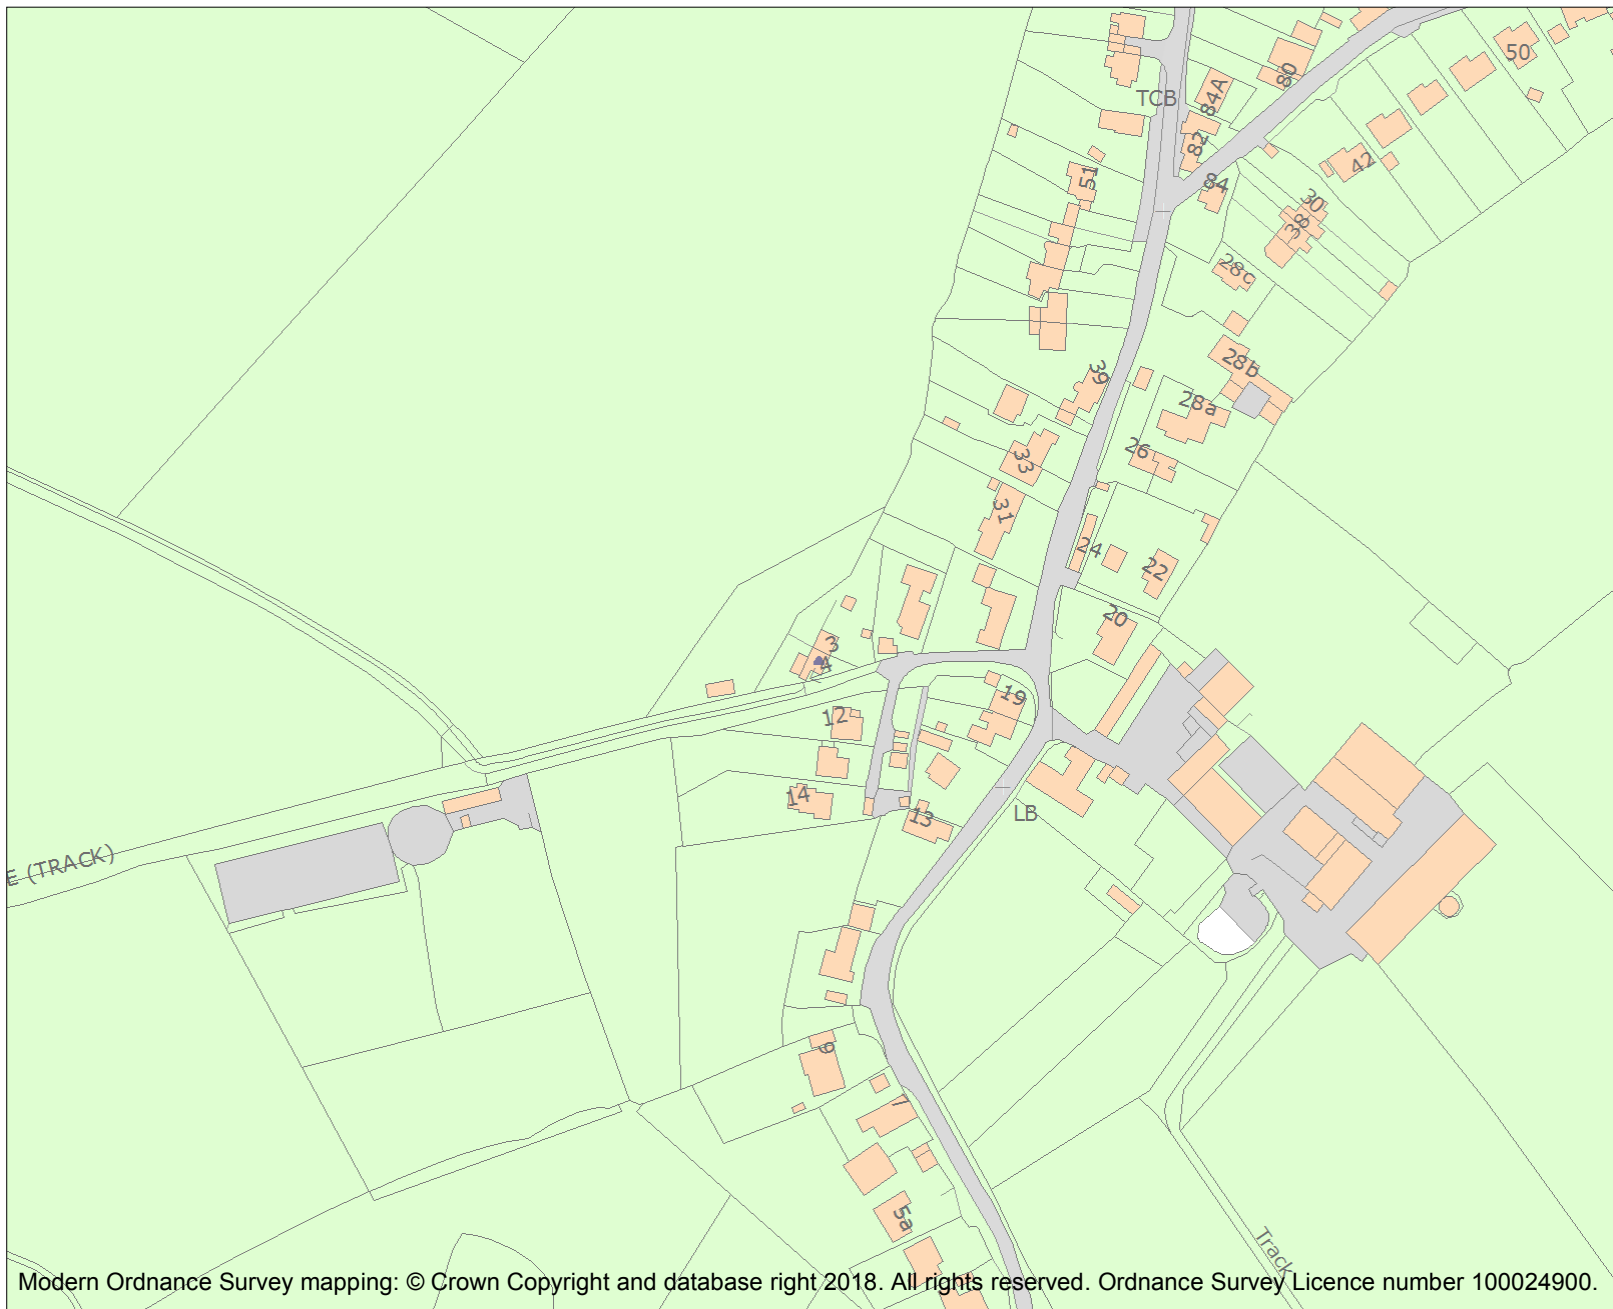 50
80
TCB
84A
82
42
51
84
30
38
28c
28b
39
28a
26
33
31
24
22
20
3
4
19
12
14
13
LB
E (TRACK)
6
7
5a
Track
Modern Ordnance Survey mapping: © Crown Copyright and database right 2018. All rights reserved. Ordnance Survey Licence number 100024900.